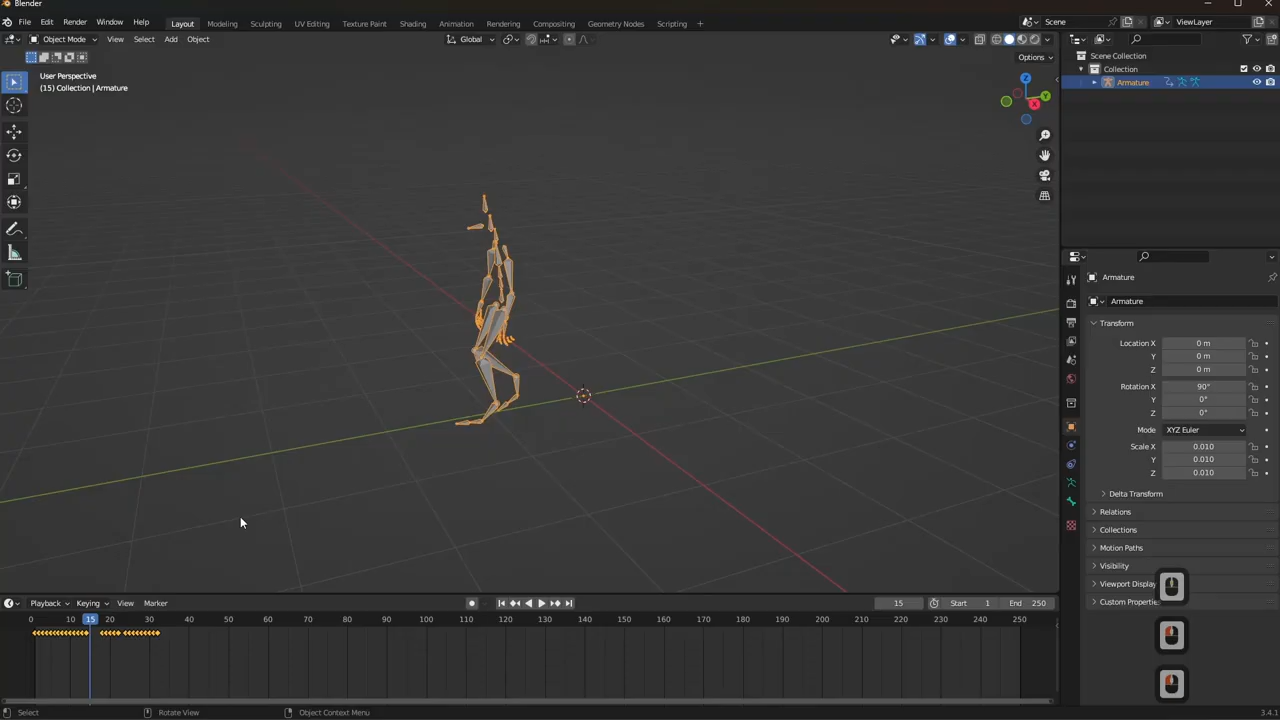 Blender
File Edit Render Window Help Layout Modeling Sculpting UV Editing Texture Paint Shading Animation Rendering Compositing Geometry Nodes Scripting + Scene ViewLayer
Object Mode View Select Add Object Global
Options
User Perspective
(15) Collection | Armature
X
Y
Z
Scene Collection
Collection
Armature
Armature
Armature
Transform
Location X 0 m
Y 0 m
Z 0 m
Rotation X 90°
Y 0°
Z 0°
Mode XYZ Euler
Scale X 0.010
Y 0.010
Z 0.010
Delta Transform
Relations
Collections
Motion Paths
Visibility
Viewport Display
Custom Propertie
Playback Keying View Marker 15 Start 1 End 250
0 10 15 20 30 40 50 60 70 80 90 100 110 120 130 140 150 160 170 180 190 200 210 220 230 240 250
Select Rotate View Object Context Menu 3.4.1